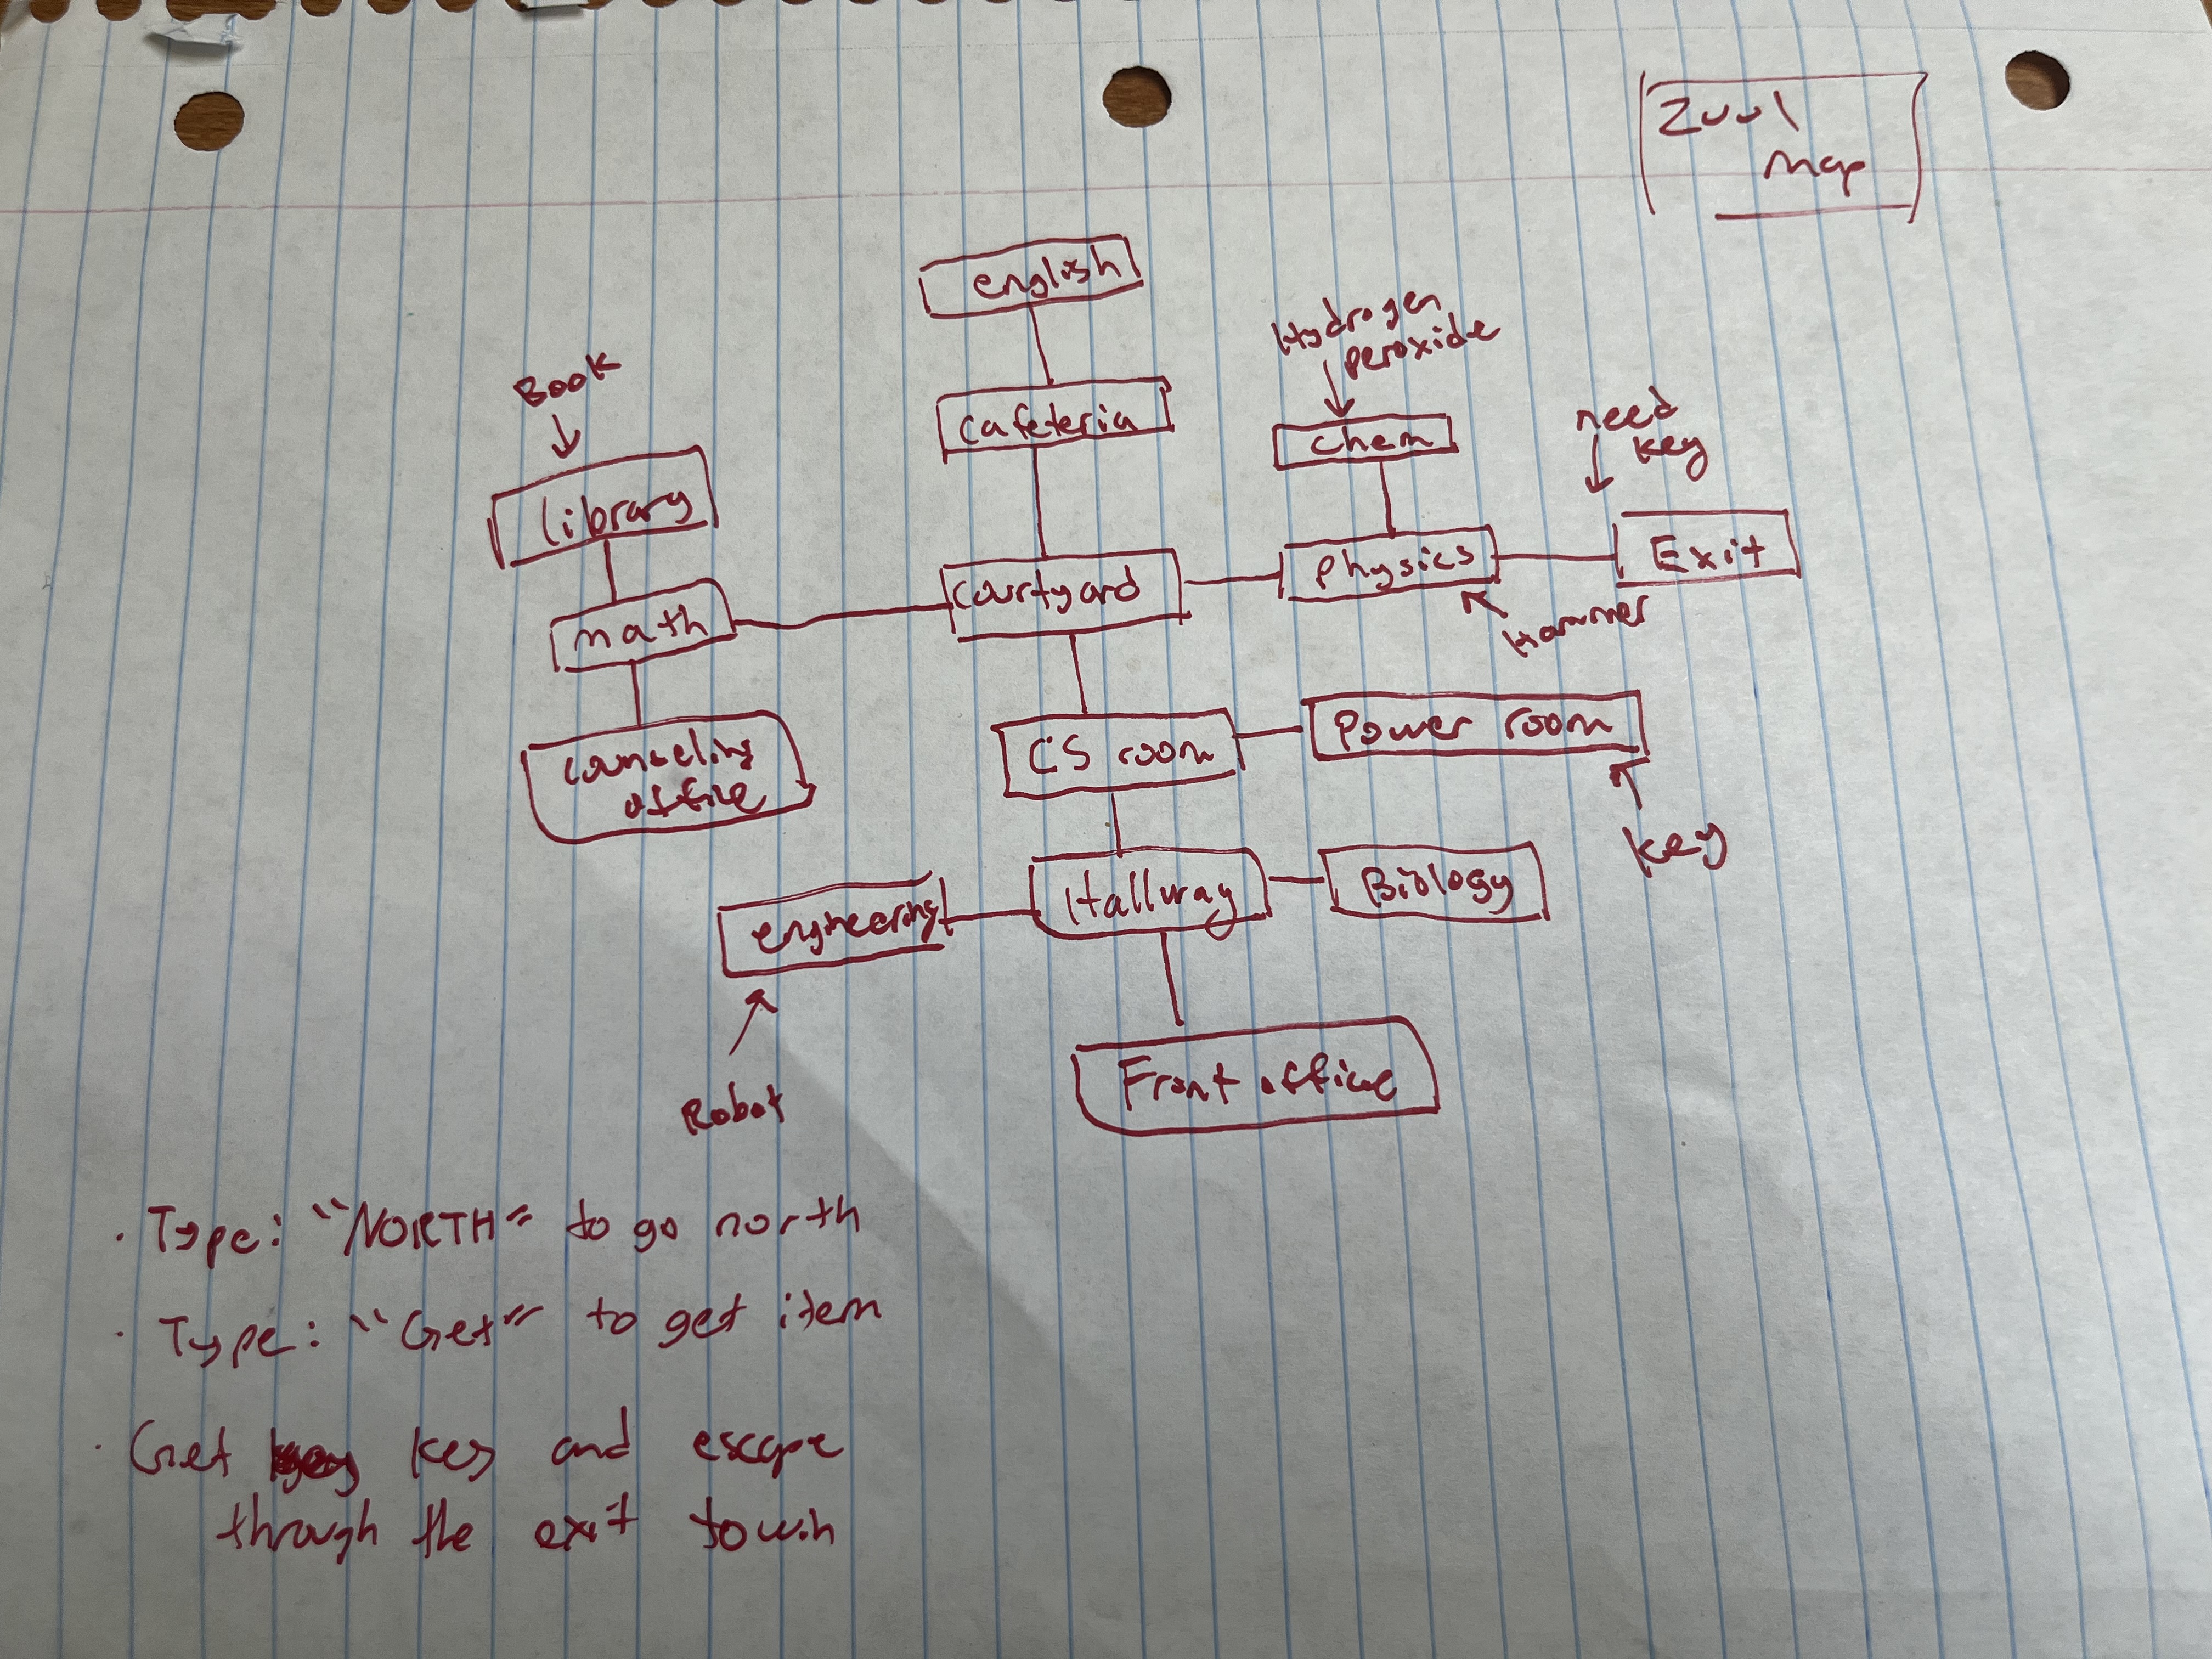 Zuul
map
english
Book
Hydrogen
peroxide
need
key
library
cafeteria
chem
math
courtyard
Physics
Exit
Hammer
counseling
office
CS room
Power room
key
engineering
Hallway
Biology
Robot
Front office
· Type: "NORTH" to go north
· Type: "Get" to get item
· Get key and escape
through the exit to win